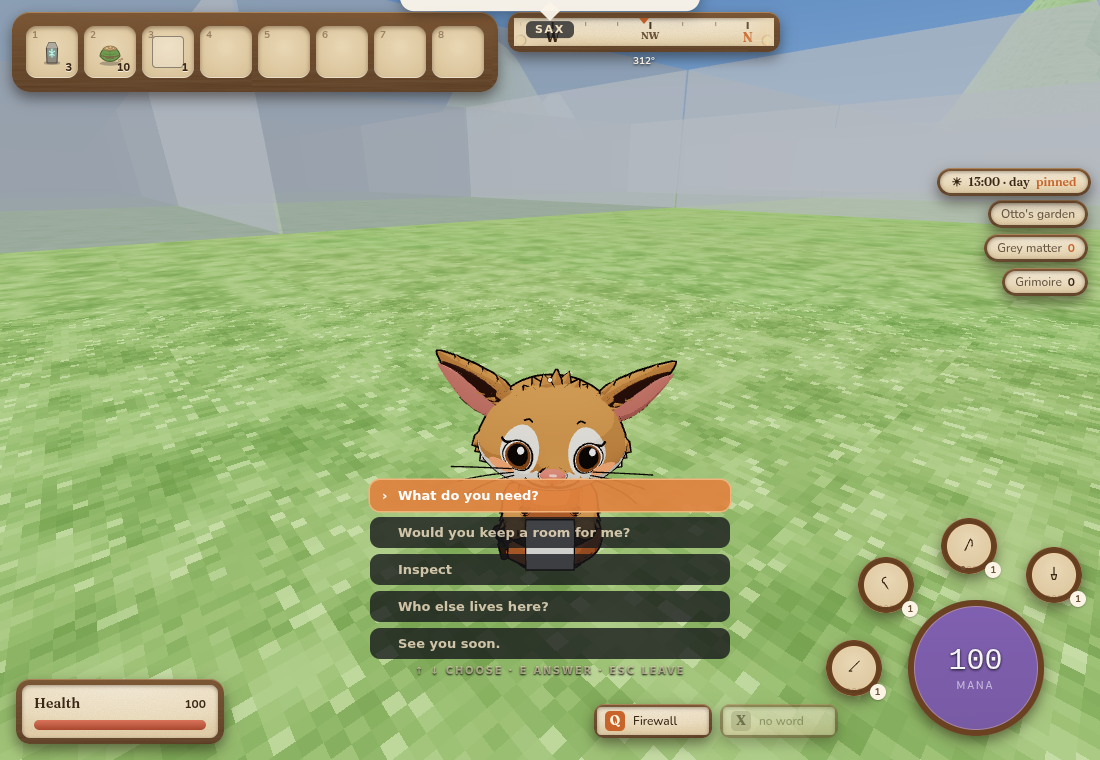 1
3
2
10
3
1
4
5
6
7
8
SAX
W
NW
N
312°
☀ 13:00 · day pinned
Otto's garden
Grey matter 0
Grimoire 0
› What do you need?
Would you keep a room for me?
Inspect
Who else lives here?
See you soon.
↑ ↓ CHOOSE · E ANSWER · ESC LEAVE
1
1
1
1
100
MANA
Health 100
Q Firewall
X no word